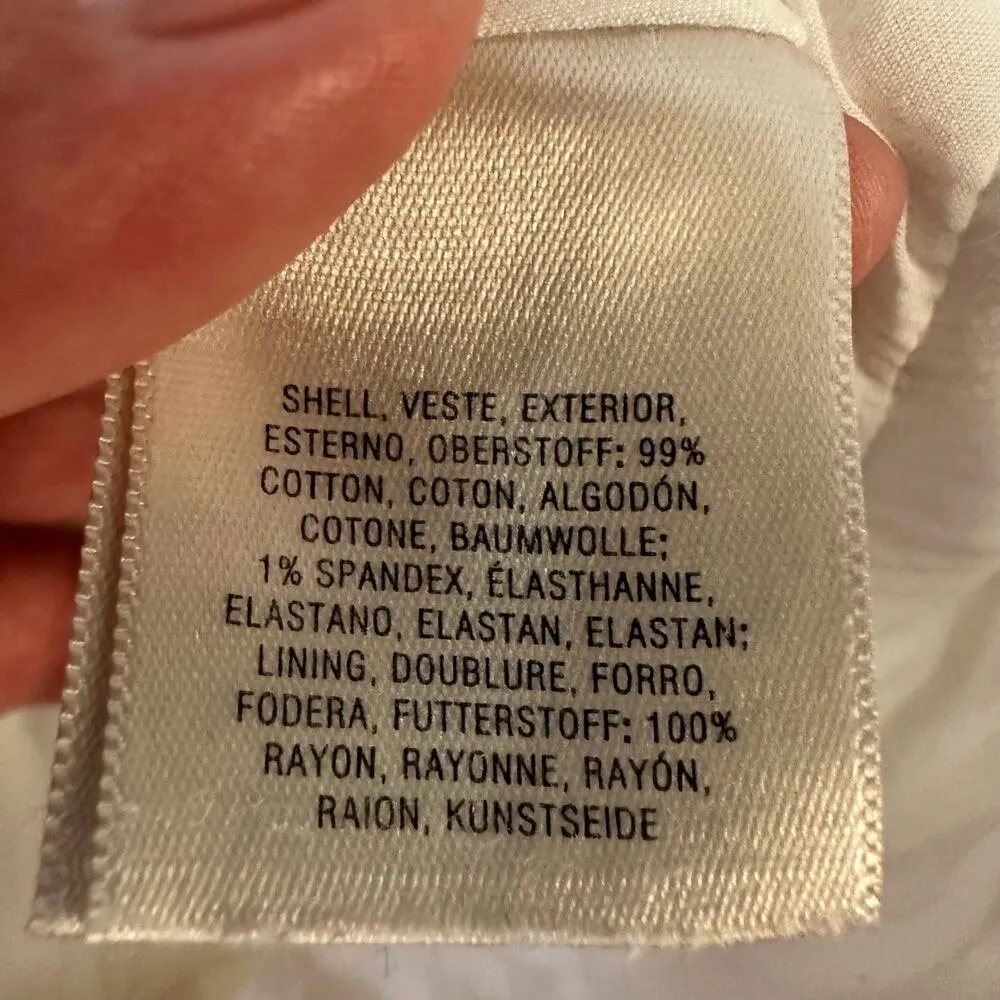 SHELL, VESTE, EXTERIOR,
ESTERNO, OBERSTOFF: 99%
COTTON, COTON, ALGODÓN,
COTONE, BAUMWOLLE;
1% SPANDEX, ÉLASTHANNE,
ELASTANO, ELASTAN, ELASTAN;
LINING, DOUBLURE, FORRO,
FODERA, FUTTERSTOFF: 100%
RAYON, RAYONNE, RAYÓN,
RAION, KUNSTSEIDE